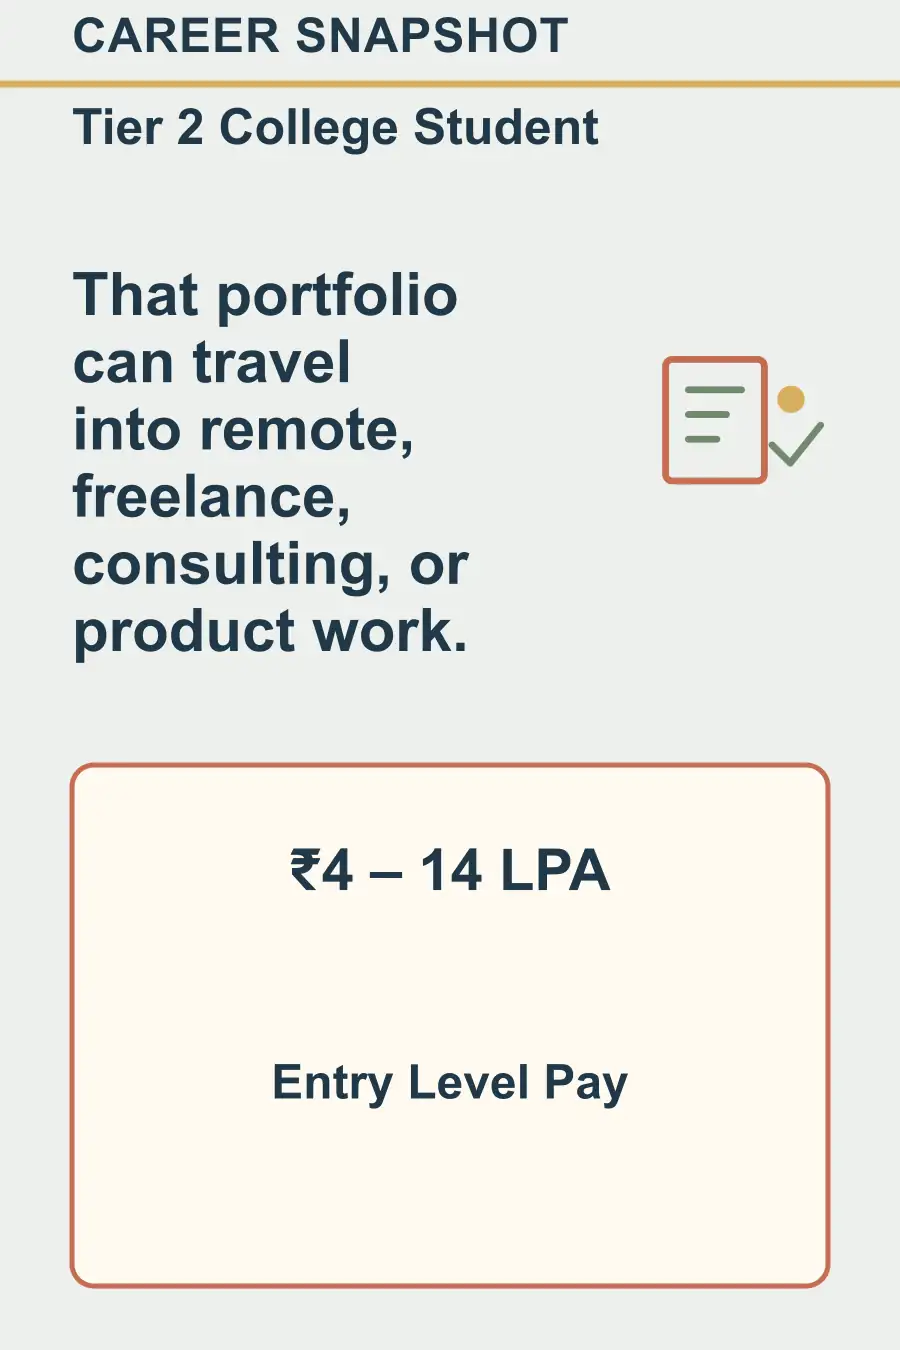 CAREER SNAPSHOT
Tier 2 College Student
That portfolio
can travel
into remote,
freelance,
consulting, or
product work.
₹4 – 14 LPA
Entry Level Pay